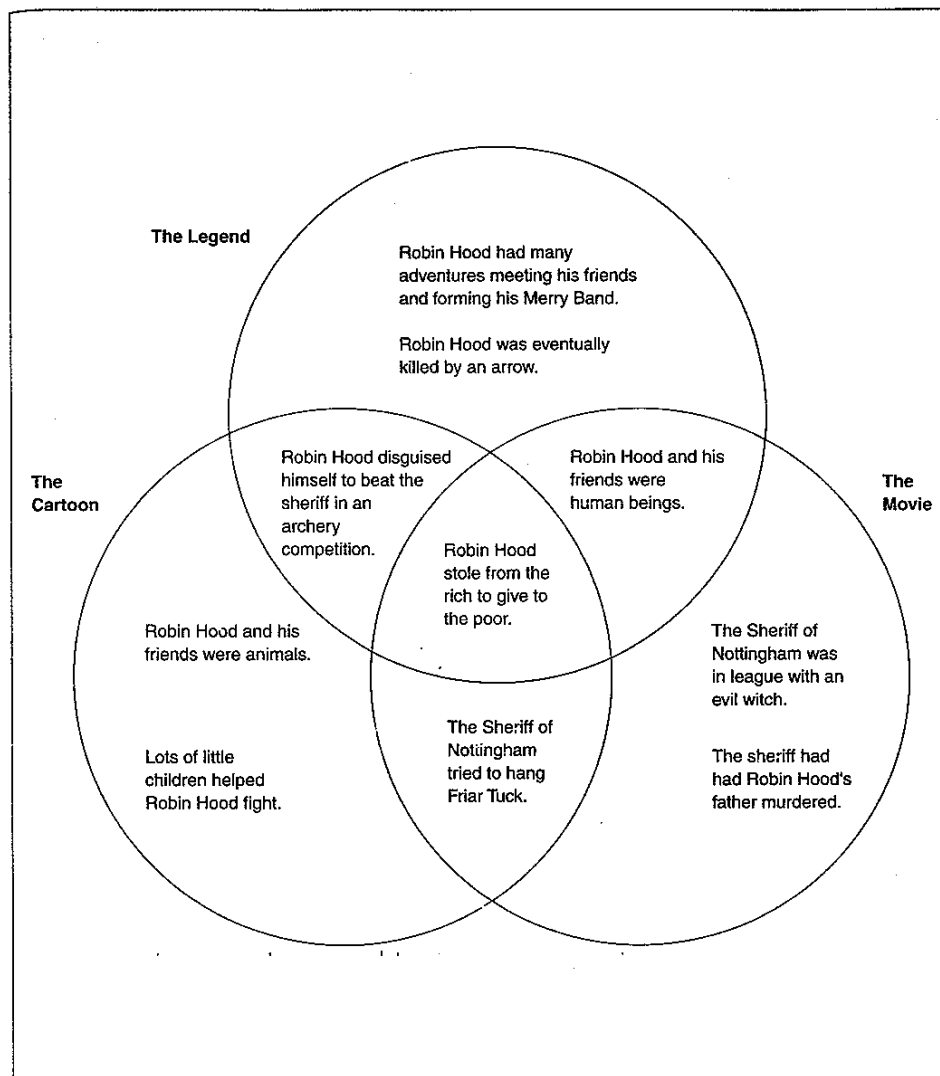 The Legend
Robin Hood had many
adventures meeting his friends
and forming his Merry Band.
Robin Hood was eventually
killed by an arrow.
The
Cartoon
Robin Hood disguised
himself to beat the
sheriff in an
archery
competition.
Robin Hood and his
friends were
human beings.
The
Movie
Robin Hood
stole from the
rich to give to
the poor.
Robin Hood and his
friends were animals.
Lots of little
children helped
Robin Hood fight.
The Sheriff of
Nottingham
tried to hang
Friar Tuck.
The Sheriff of
Nottingham was
in league with an
evil witch.
The sheriff had
had Robin Hood's
father murdered.